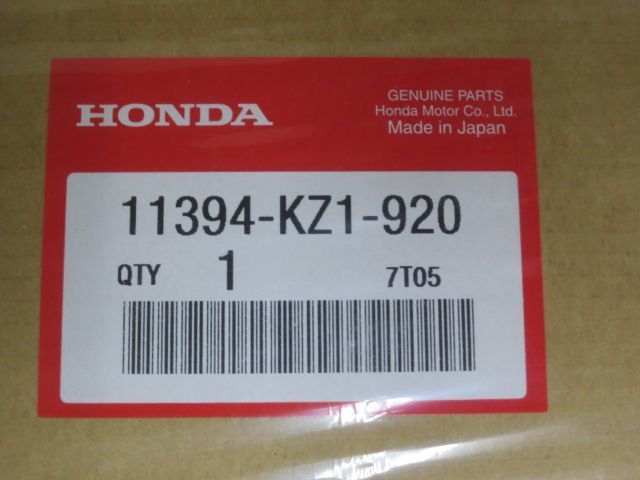 HONDA
GENUINE PARTS
Honda Motor Co., Ltd.
Made in Japan
11394-KZ1-920
QTY 1 7T05